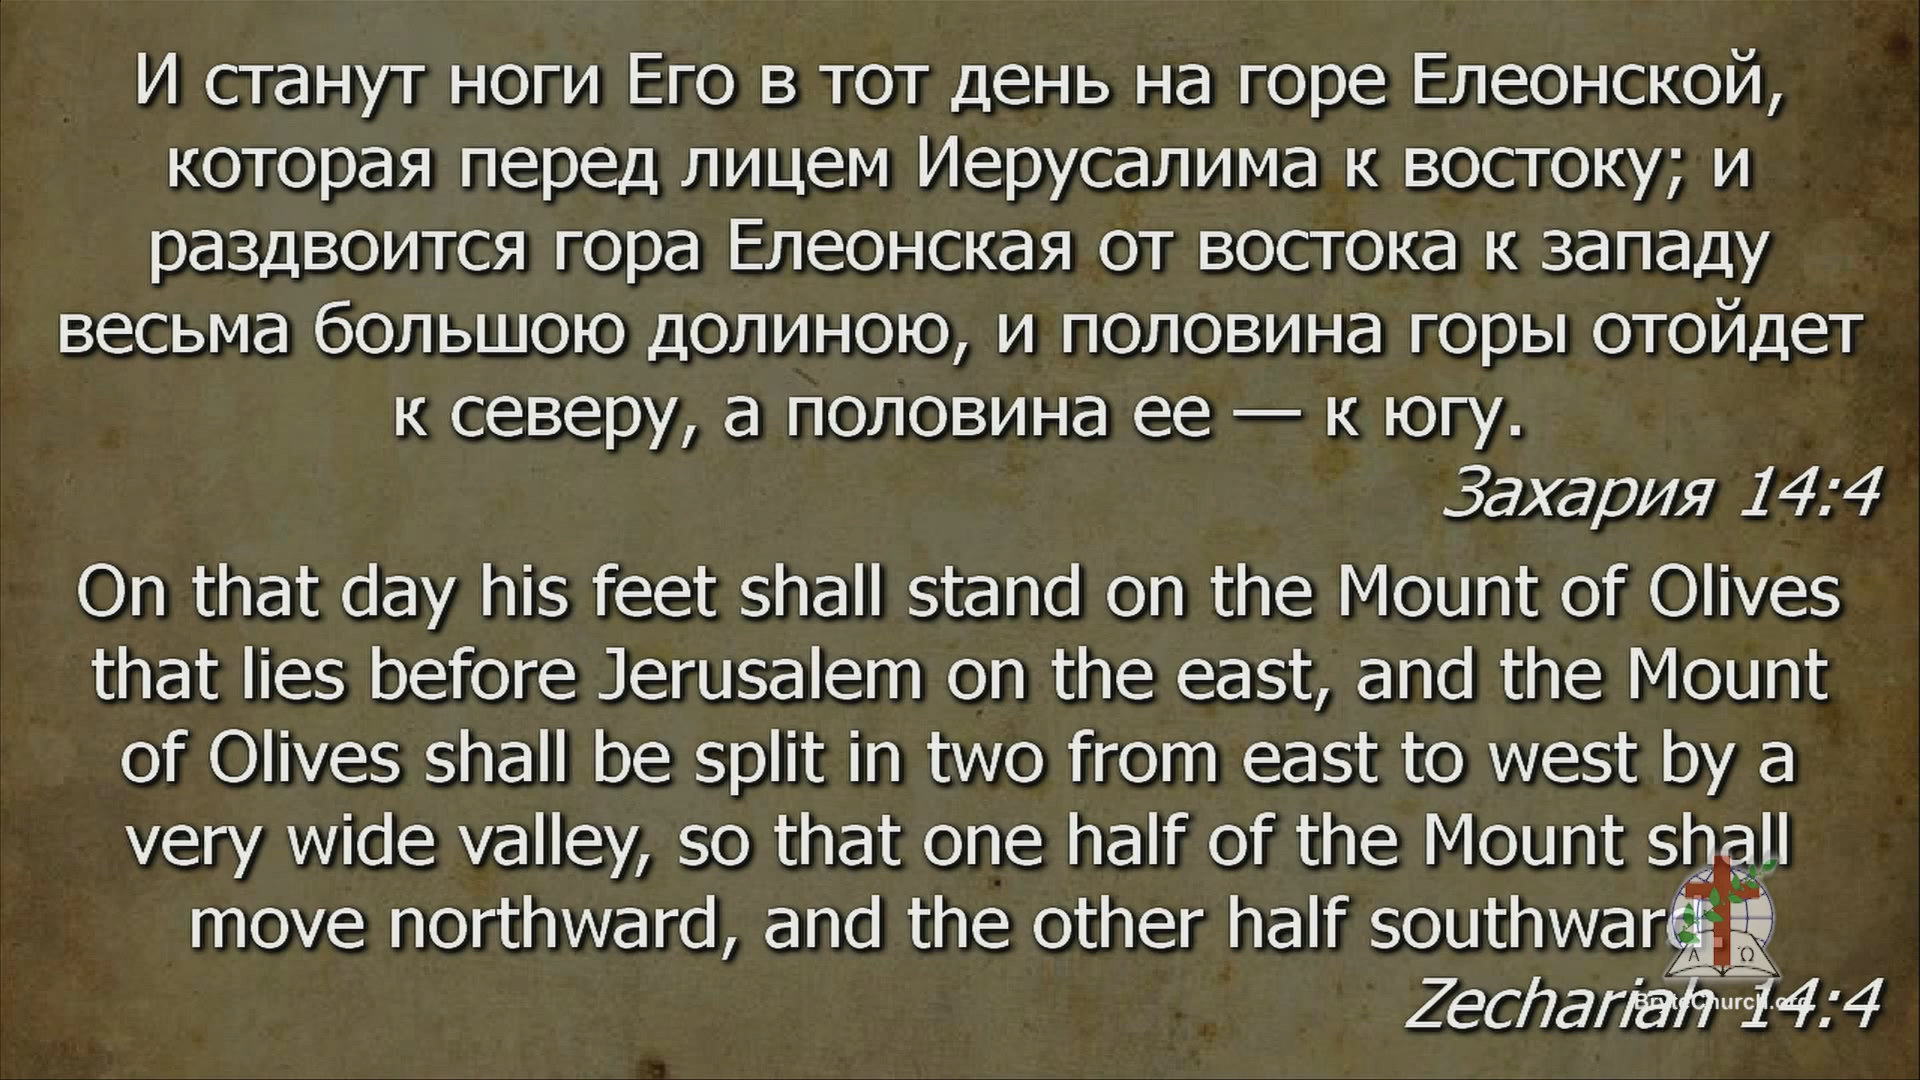 И станут ноги Его в тот день на горе Елеонской,
которая перед лицем Иерусалима к востоку; и
раздвоится гора Елеонская от востока к западу
весьма большою долиною, и половина горы отойдет
к северу, а половина ее — к югу.
Захария 14:4
On that day his feet shall stand on the Mount of Olives
that lies before Jerusalem on the east, and the Mount
of Olives shall be split in two from east to west by a
very wide valley, so that one half of the Mount shall
move northward, and the other half southward.
Α Ω
Zechariah 14:4